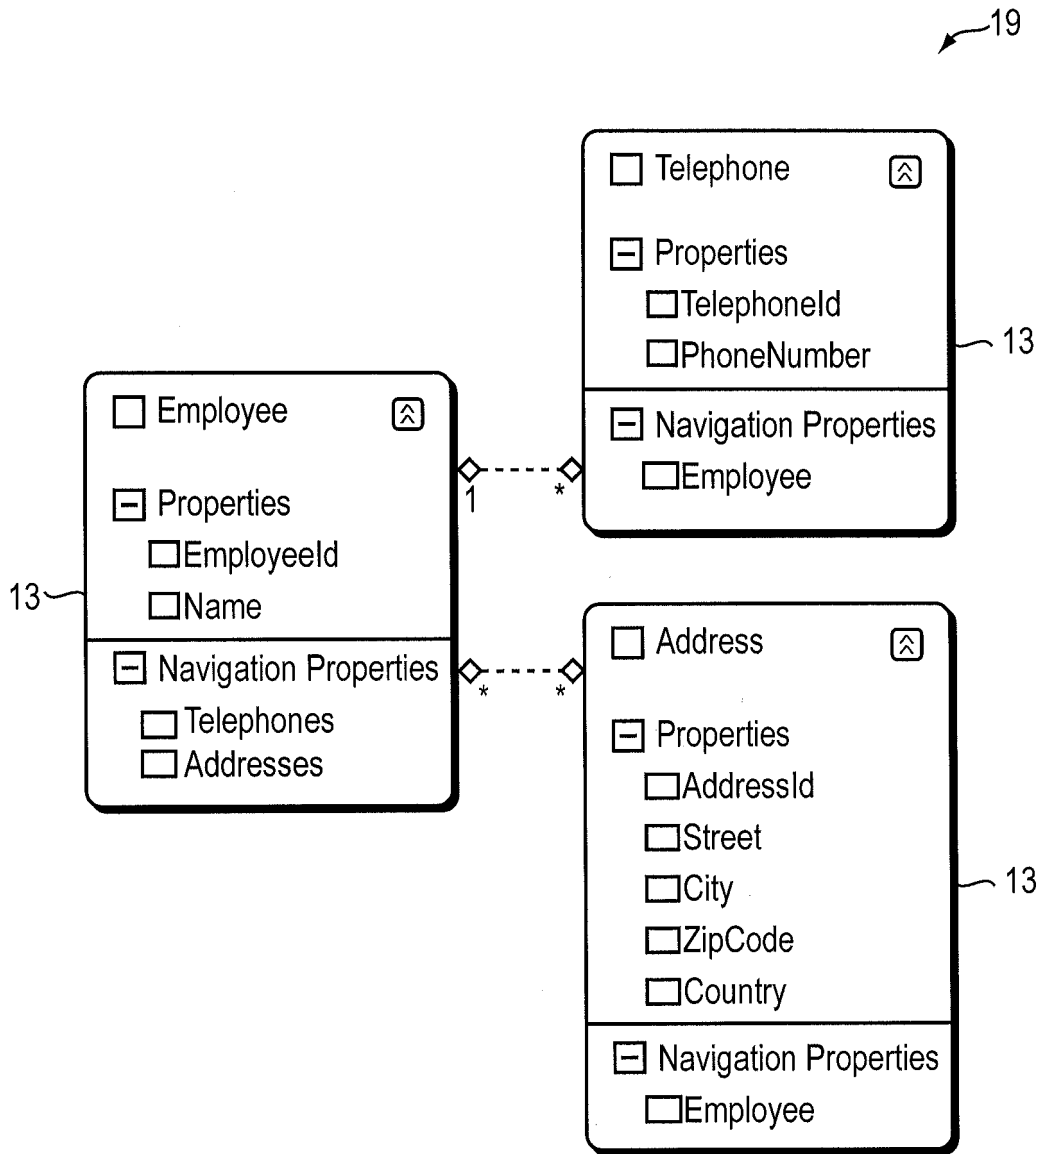 19
Telephone
Properties
TelephoneId
PhoneNumber
13
Navigation Properties
Employee
Employee
Properties
EmployeeId
Name
13
Navigation Properties
Telephones
Addresses
1
*
*
*
Address
Properties
AddressId
Street
City
ZipCode
Country
13
Navigation Properties
Employee